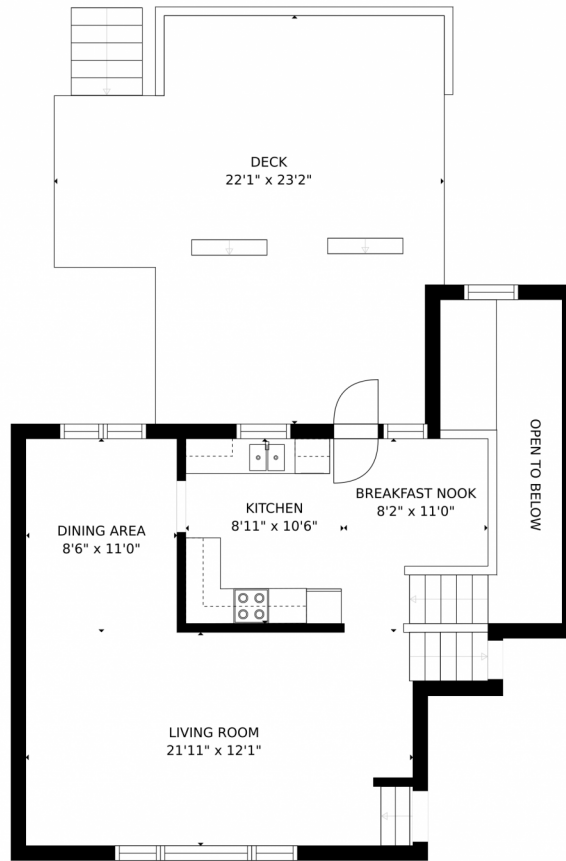 DECK
22'1" x 23'2"
OPEN TO BELOW
KITCHEN
8'11" x 10'6"
BREAKFAST NOOK
8'2" x 11'0"
DINING AREA
8'6" x 11'0"
LIVING ROOM
21'11" x 12'1"